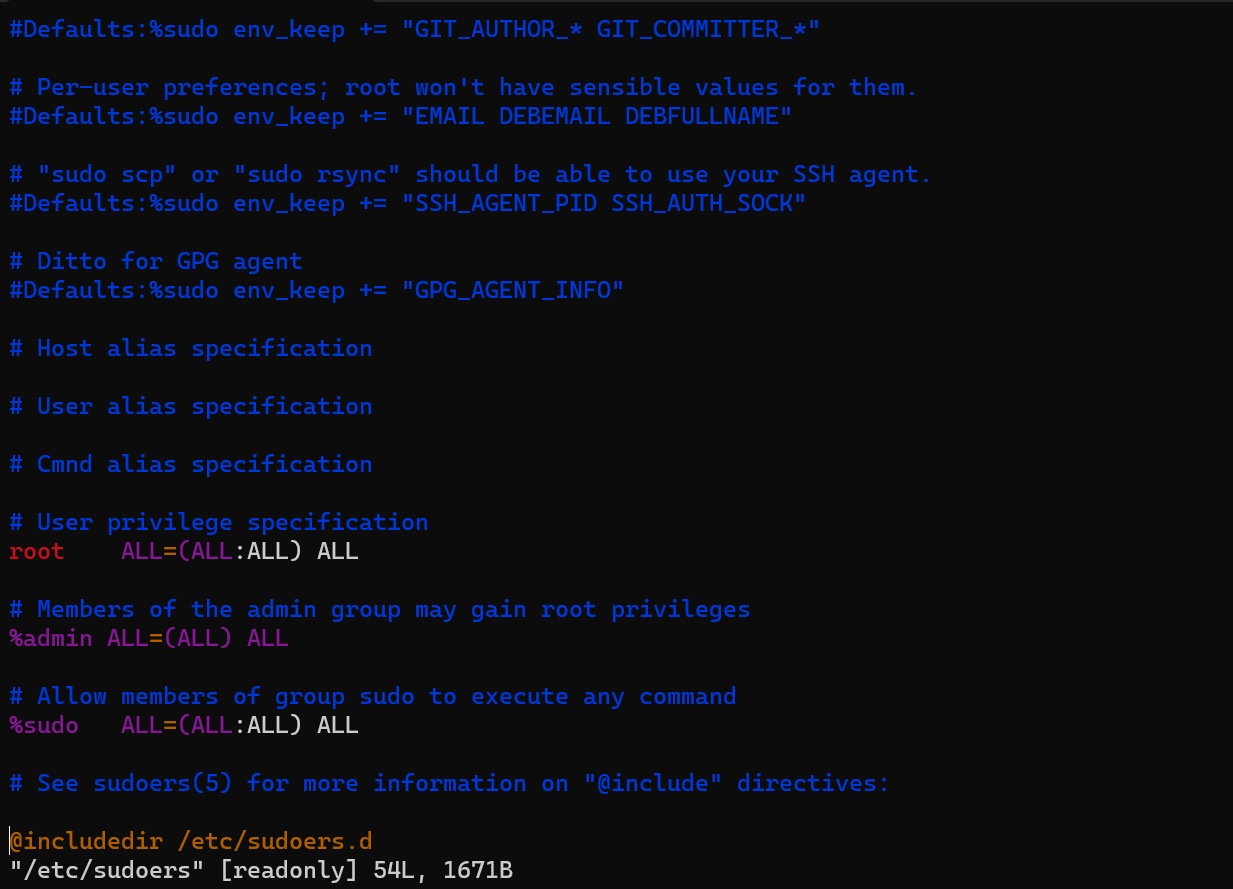 #Defaults:%sudo env_keep += "GIT_AUTHOR_* GIT_COMMITTER_*"
# Per-user preferences; root won't have sensible values for them.
#Defaults:%sudo env_keep += "EMAIL DEBEMAIL DEBFULLNAME"
# "sudo scp" or "sudo rsync" should be able to use your SSH agent.
#Defaults:%sudo env_keep += "SSH_AGENT_PID SSH_AUTH_SOCK"
# Ditto for GPG agent
#Defaults:%sudo env_keep += "GPG_AGENT_INFO"
# Host alias specification
# User alias specification
# Cmnd alias specification
# User privilege specification
root    ALL=(ALL:ALL) ALL
# Members of the admin group may gain root privileges
%admin ALL=(ALL) ALL
# Allow members of group sudo to execute any command
%sudo   ALL=(ALL:ALL) ALL
# See sudoers(5) for more information on "@include" directives:
@includedir /etc/sudoers.d
"/etc/sudoers" [readonly] 54L, 1671B